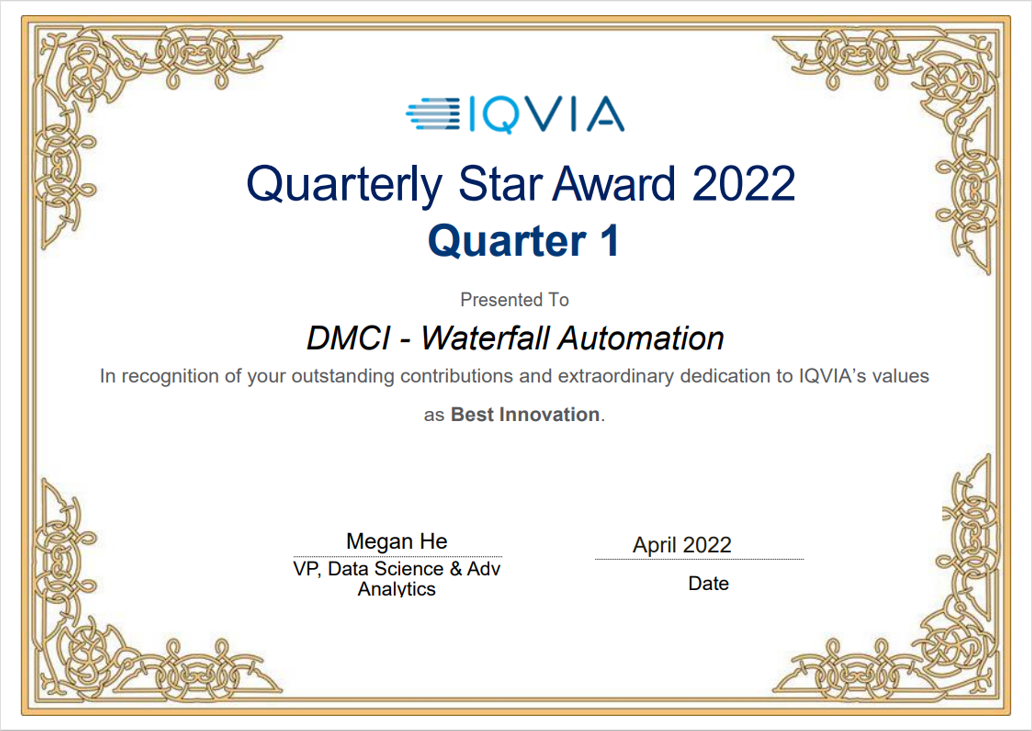 IQVIA
Quarterly Star Award 2022
Quarter 1
Presented To
DMCI - Waterfall Automation
In recognition of your outstanding contributions and extraordinary dedication to IQVIA's values
as Best Innovation.
Megan He
VP, Data Science & Adv
Analytics
April 2022
Date